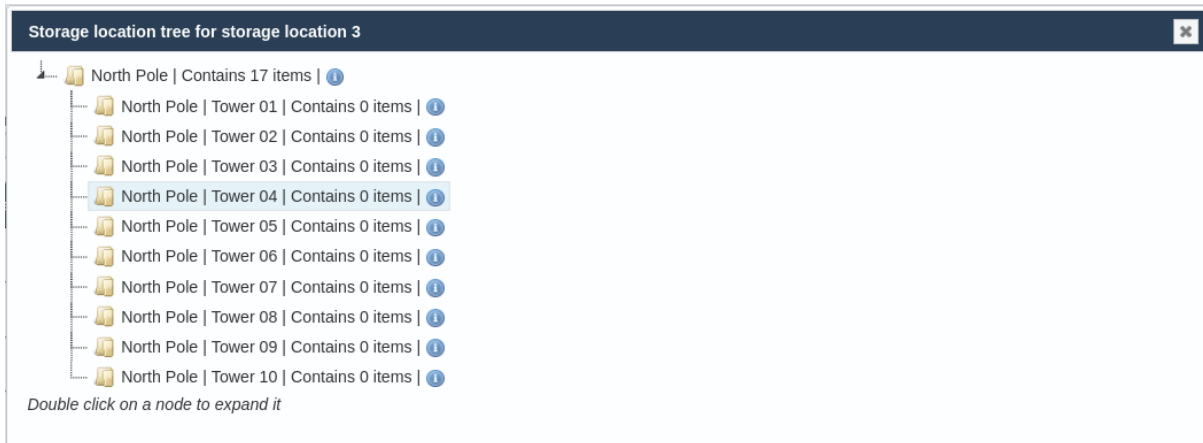 Storage location tree for storage location 3
North Pole | Contains 17 items |
North Pole | Tower 01 | Contains 0 items |
North Pole | Tower 02 | Contains 0 items |
North Pole | Tower 03 | Contains 0 items |
North Pole | Tower 04 | Contains 0 items |
North Pole | Tower 05 | Contains 0 items |
North Pole | Tower 06 | Contains 0 items |
North Pole | Tower 07 | Contains 0 items |
North Pole | Tower 08 | Contains 0 items |
North Pole | Tower 09 | Contains 0 items |
North Pole | Tower 10 | Contains 0 items |
Double click on a node to expand it